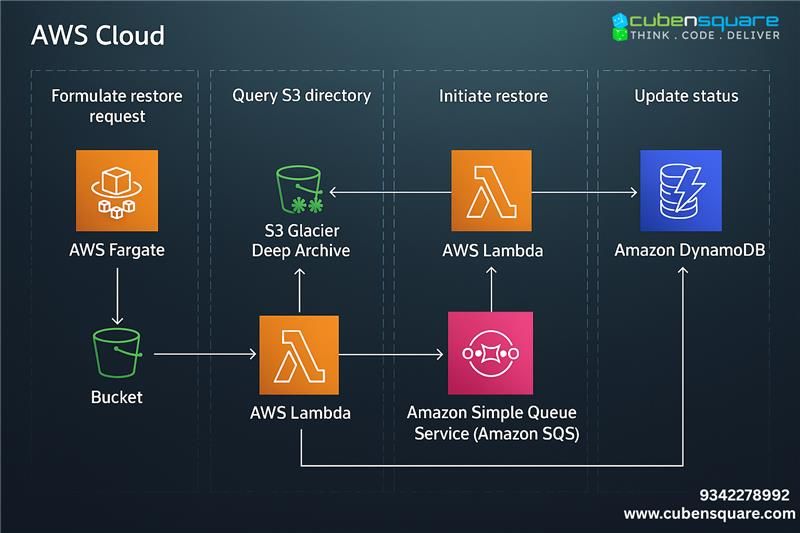 AWS Cloud
cubensquare
THINK . CODE . DELIVER
Formulate restore
request
Query S3 directory
Initiate restore
Update status
AWS Fargate
S3 Glacier
Deep Archive
AWS Lambda
Amazon DynamoDB
Bucket
AWS Lambda
Amazon Simple Queue
Service (Amazon SQS)
9342278992
www.cubensquare.com